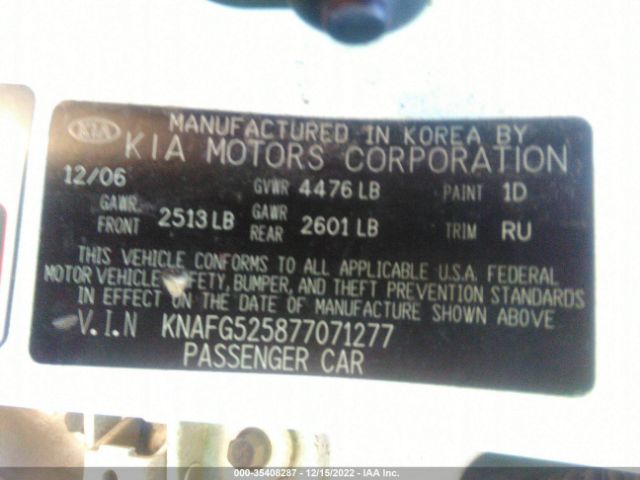 KIA MANUFACTURED IN KOREA BY
KIA MOTORS CORPORATION
12/06 GVWR 4476 LB PAINT 1D
GAWR FRONT 2513 LB GAWR REAR 2601 LB TRIM RU
THIS VEHICLE CONFORMS TO ALL APPLICABLE U.S.A. FEDERAL
MOTOR VEHICLE SAFETY, BUMPER, AND THEFT PREVENTION STANDARDS
IN EFFECT ON THE DATE OF MANUFACTURE SHOWN ABOVE
V.I.N KNAFG525877071277
PASSENGER CAR
000-35408287 - 12/15/2022 - IAA Inc.